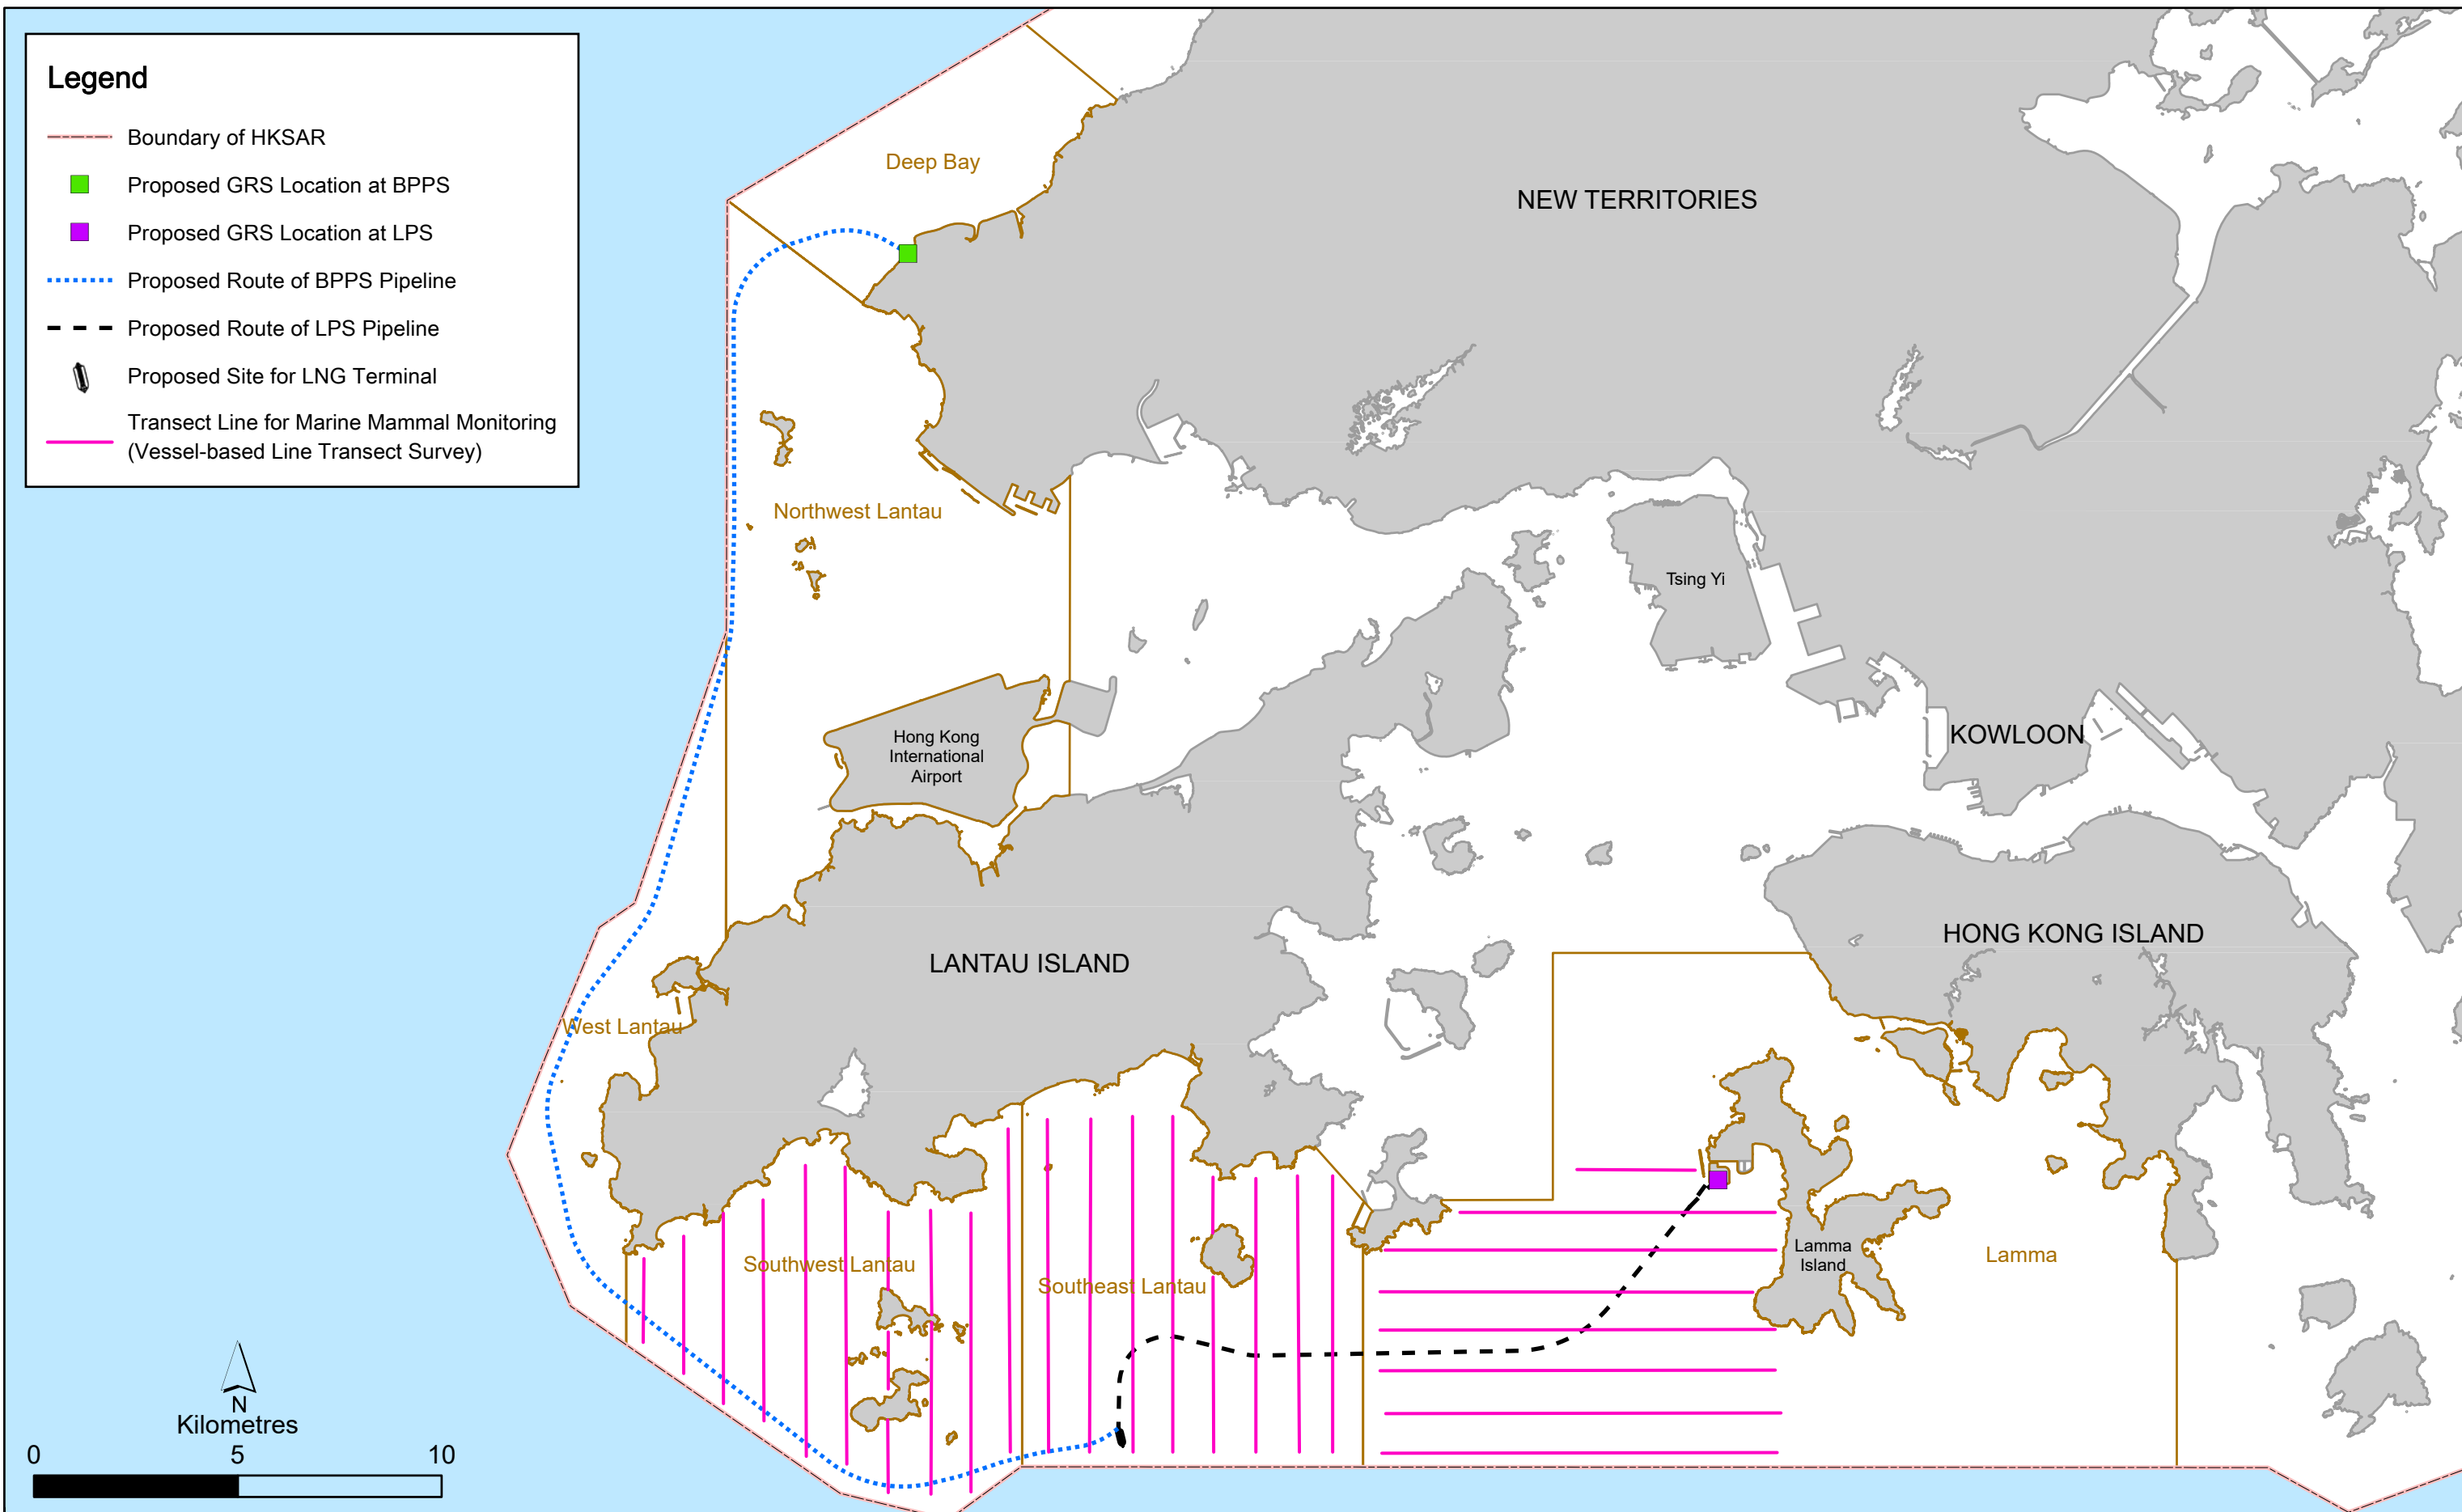 Legend
Boundary of HKSAR
Proposed GRS Location at BPPS
Proposed GRS Location at LPS
Proposed Route of BPPS Pipeline
Proposed Route of LPS Pipeline
Proposed Site for LNG Terminal
Transect Line for Marine Mammal Monitoring
(Vessel-based Line Transect Survey)
Deep Bay
NEW TERRITORIES
Northwest Lantau
Tsing Yi
Hong Kong
International
Airport
KOWLOON
LANTAU ISLAND
HONG KONG ISLAND
West Lantau
Southwest Lantau
Southeast Lantau
Lamma
Island
Lamma
N
Kilometres
0 5 10